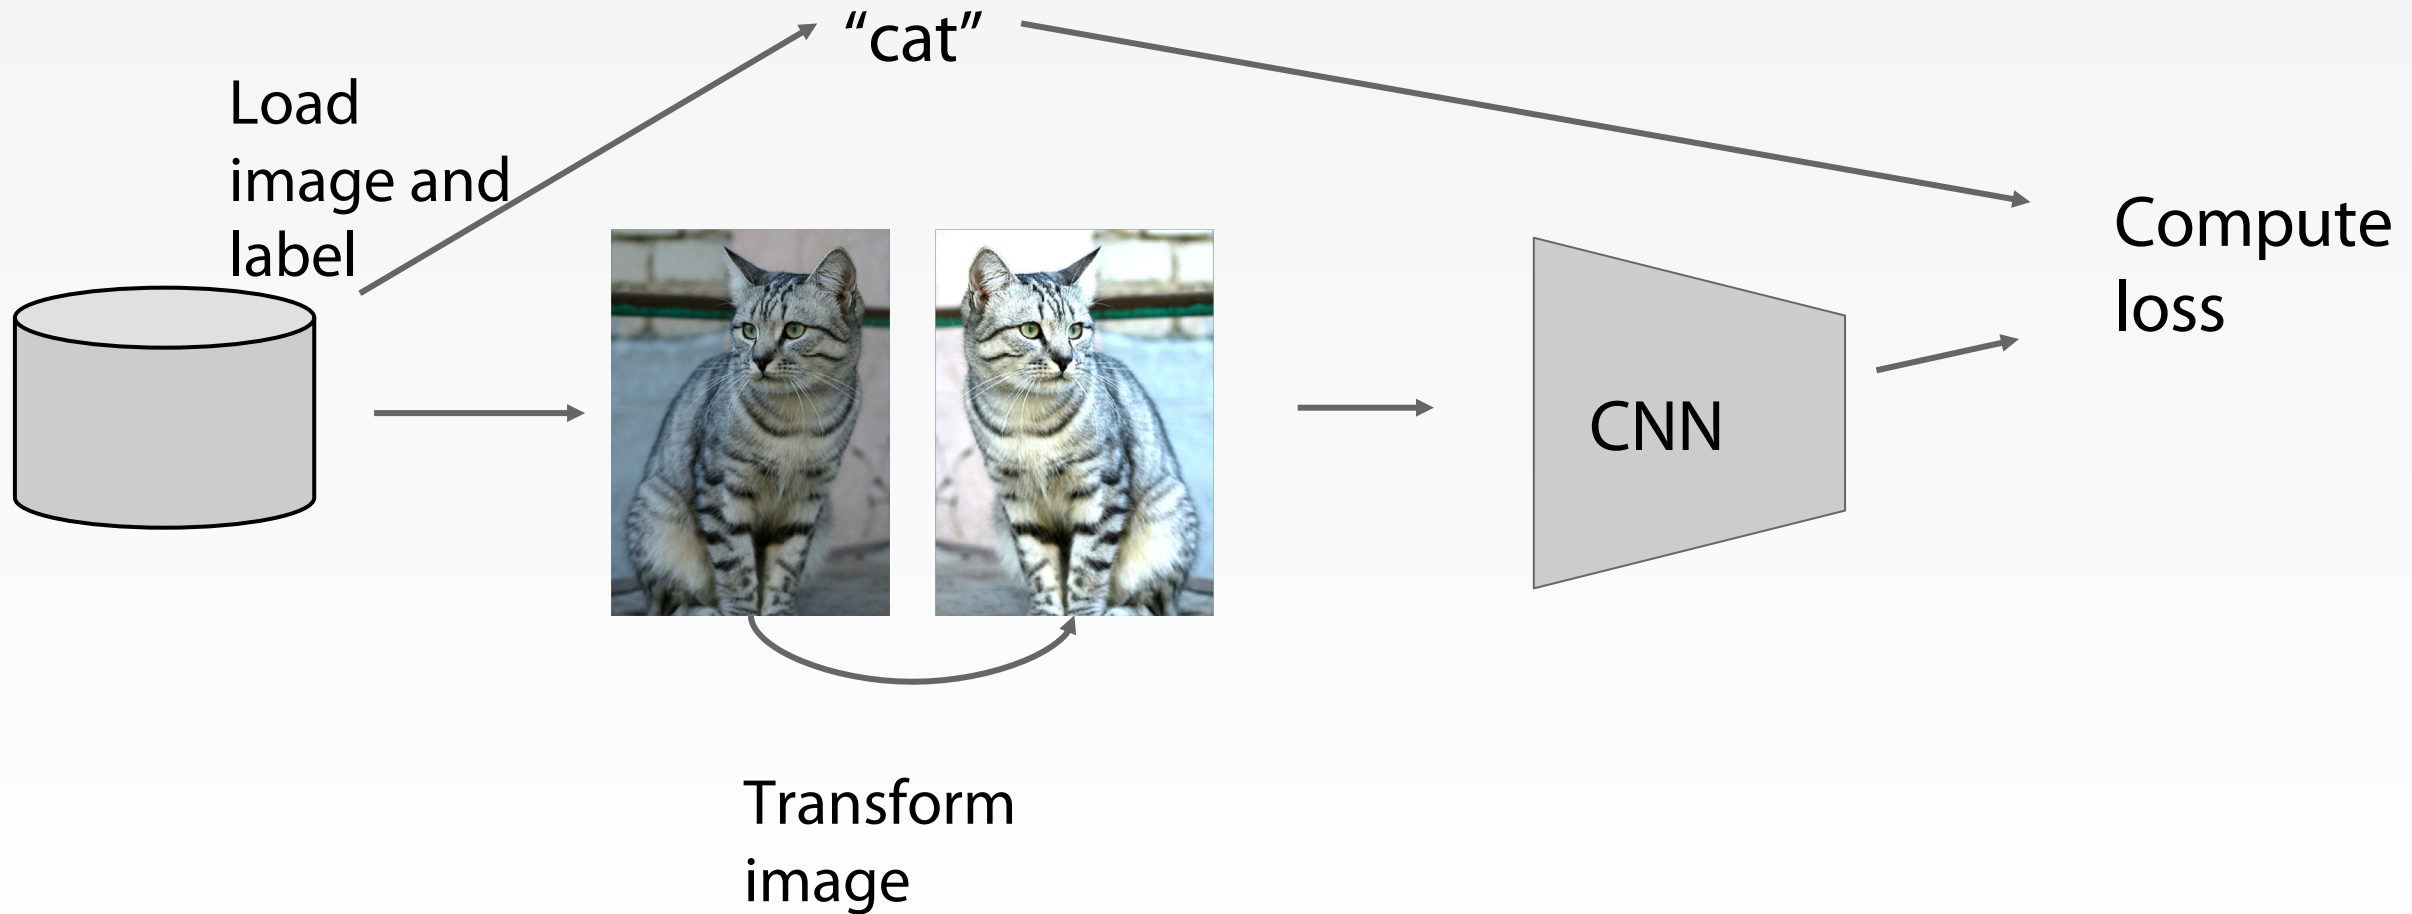 “cat”
Load
image and
label
Compute
loss
CNN
Transform
image